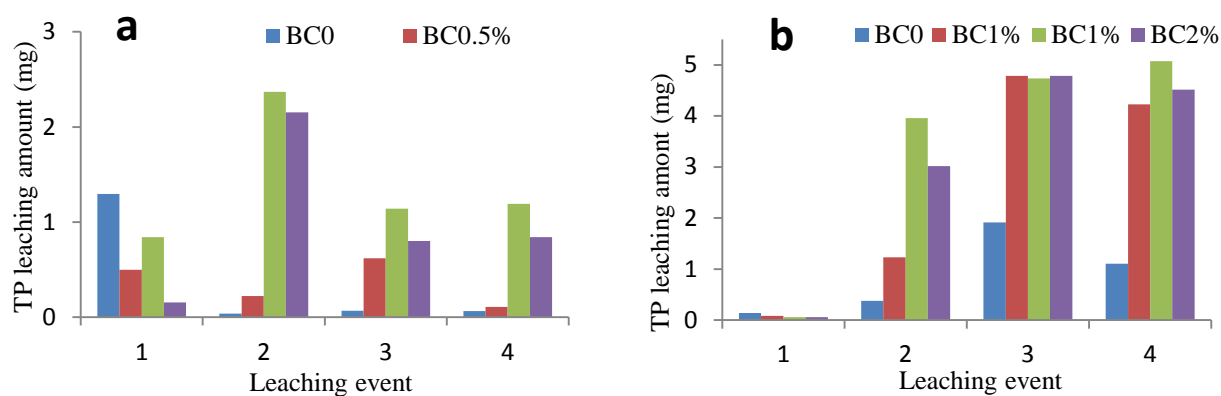 a
BC0 BC0.5%
TP leaching amount (mg)
3
2
1
0
1 2 3 4
Leaching event
b
BC0 BC1% BC1% BC2%
TP leaching amont (mg)
5
4
3
2
1
0
1 2 3 4
Leaching event